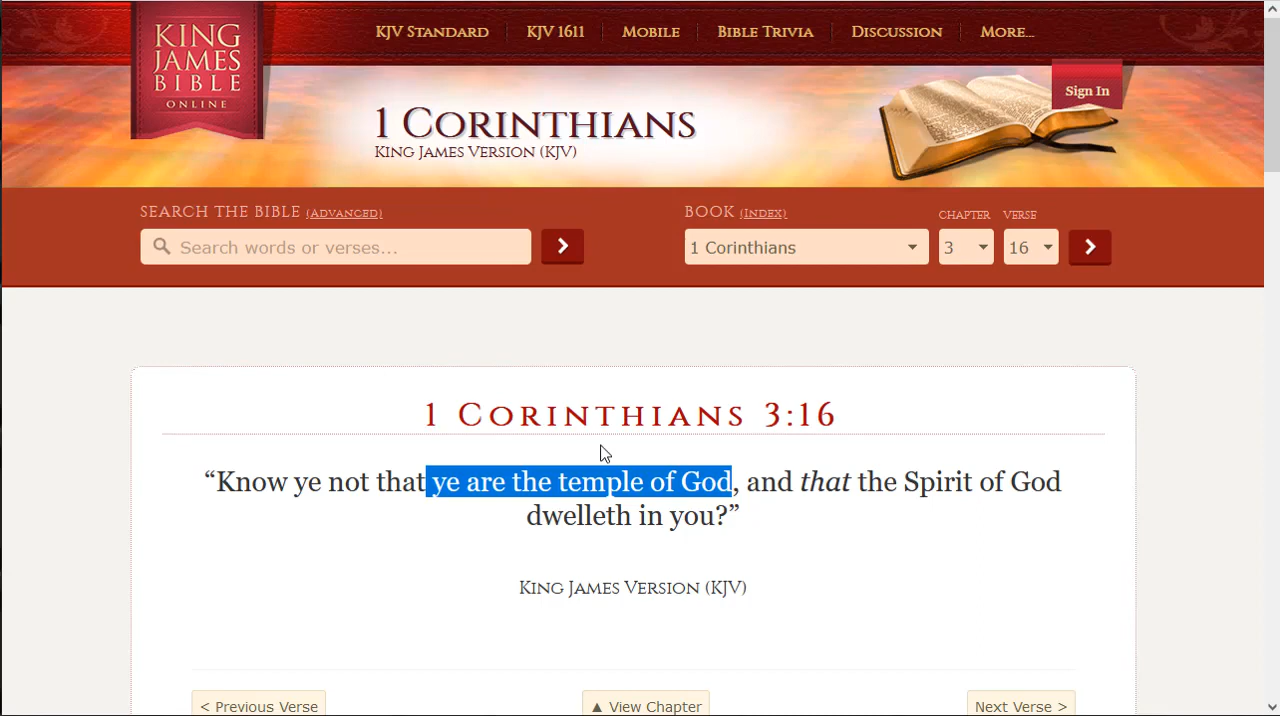 KING
JAMES
BIBLE
ONLINE
KJV Standard
KJV 1611
Mobile
Bible Trivia
Discussion
More...
Sign In
1 Corinthians
King James Version (KJV)
SEARCH THE BIBLE (Advanced)
Search words or verses...
BOOK (Index)
1 Corinthians
CHAPTER
3
VERSE
16
1 Corinthians 3:16
“Know ye not that ye are the temple of God, and that the Spirit of God
dwelleth in you?”
King James Version (KJV)
< Previous Verse
▲ View Chapter
Next Verse >